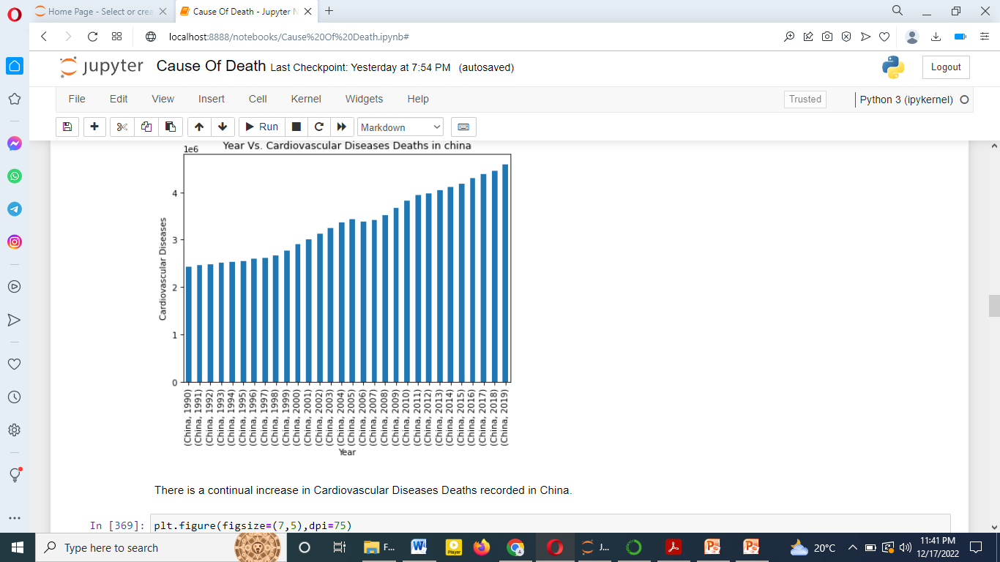 Home Page - Select or crea
Cause Of Death - Jupyter N
localhost:8888/notebooks/Cause%20Of%20Death.ipynb#
jupyter Cause Of Death Last Checkpoint: Yesterday at 7:54 PM (autosaved)
Logout
File Edit View Insert Cell Kernel Widgets Help
Trusted
Python 3 (ipykernel)
Run
Markdown
Year Vs. Cardiovascular Diseases Deaths in china
1e6
4
3
2
1
0
Cardiovascular Diseases
(China, 1990)
(China, 1991)
(China, 1992)
(China, 1993)
(China, 1994)
(China, 1995)
(China, 1996)
(China, 1997)
(China, 1998)
(China, 1999)
(China, 2000)
(China, 2001)
(China, 2002)
(China, 2003)
(China, 2004)
(China, 2005)
(China, 2006)
(China, 2007)
(China, 2008)
(China, 2009)
(China, 2010)
(China, 2011)
(China, 2012)
(China, 2013)
(China, 2014)
(China, 2015)
(China, 2016)
(China, 2017)
(China, 2018)
(China, 2019)
Year
There is a continual increase in Cardiovascular Diseases Deaths recorded in China.
In [369]: plt.figure(figsize=(7,5),dpi=75)
Type here to search
F...
W
Player
J...
P
P
20°C
11:41 PM
12/17/2022